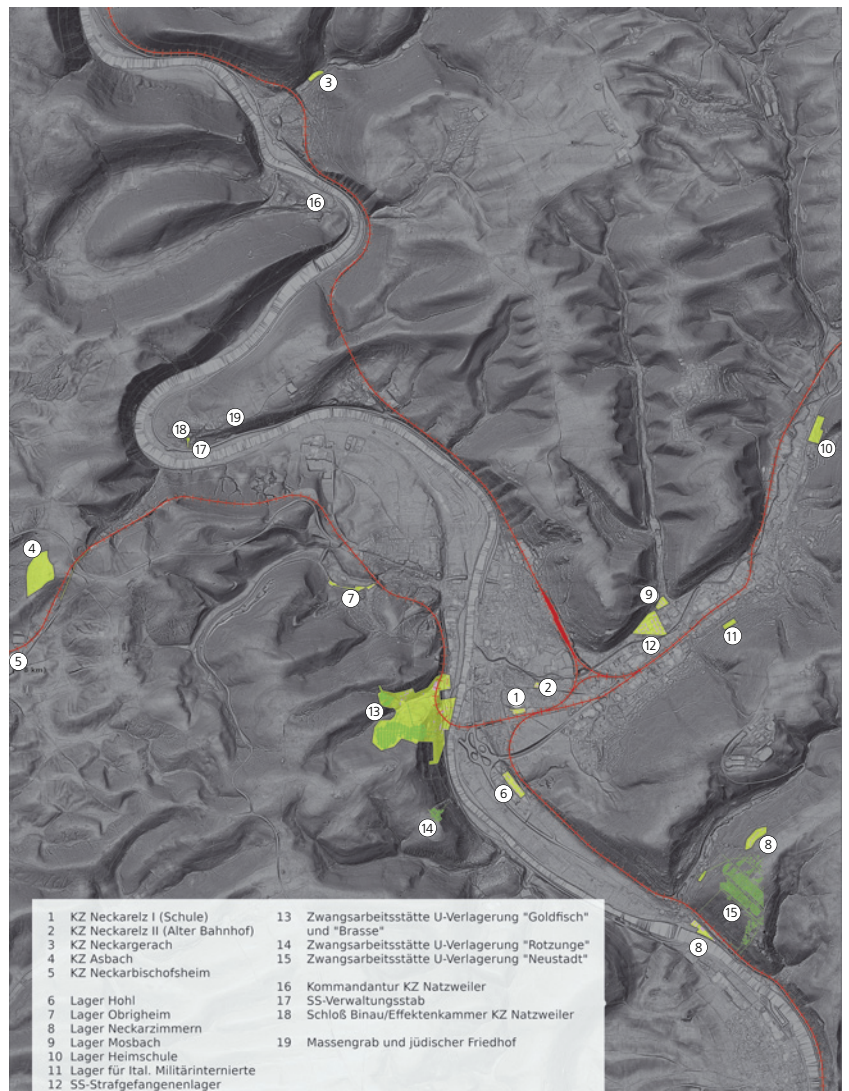 3
16
19
18
17
10
4
7
9
12
11
5
km)
2
1
13
6
14
8
15
8
1 KZ Neckarelz I (Schule)
2 KZ Neckarelz II (Alter Bahnhof)
3 KZ Neckargerach
4 KZ Asbach
5 KZ Neckarbischofsheim
6 Lager Hohl
7 Lager Obrigheim
8 Lager Neckarzimmern
9 Lager Mosbach
10 Lager Heimschule
11 Lager für Ital. Militärinternierte
12 SS-Strafgefangenenlager
13 Zwangsarbeitsstätte U-Verlagerung "Goldfisch"
und "Brasse"
14 Zwangsarbeitsstätte U-Verlagerung "Rotzunge"
15 Zwangsarbeitsstätte U-Verlagerung "Neustadt"
16 Kommandantur KZ Natzweiler
17 SS-Verwaltungsstab
18 Schloß Binau/Effektenkammer KZ Natzweiler
19 Massengrab und jüdischer Friedhof